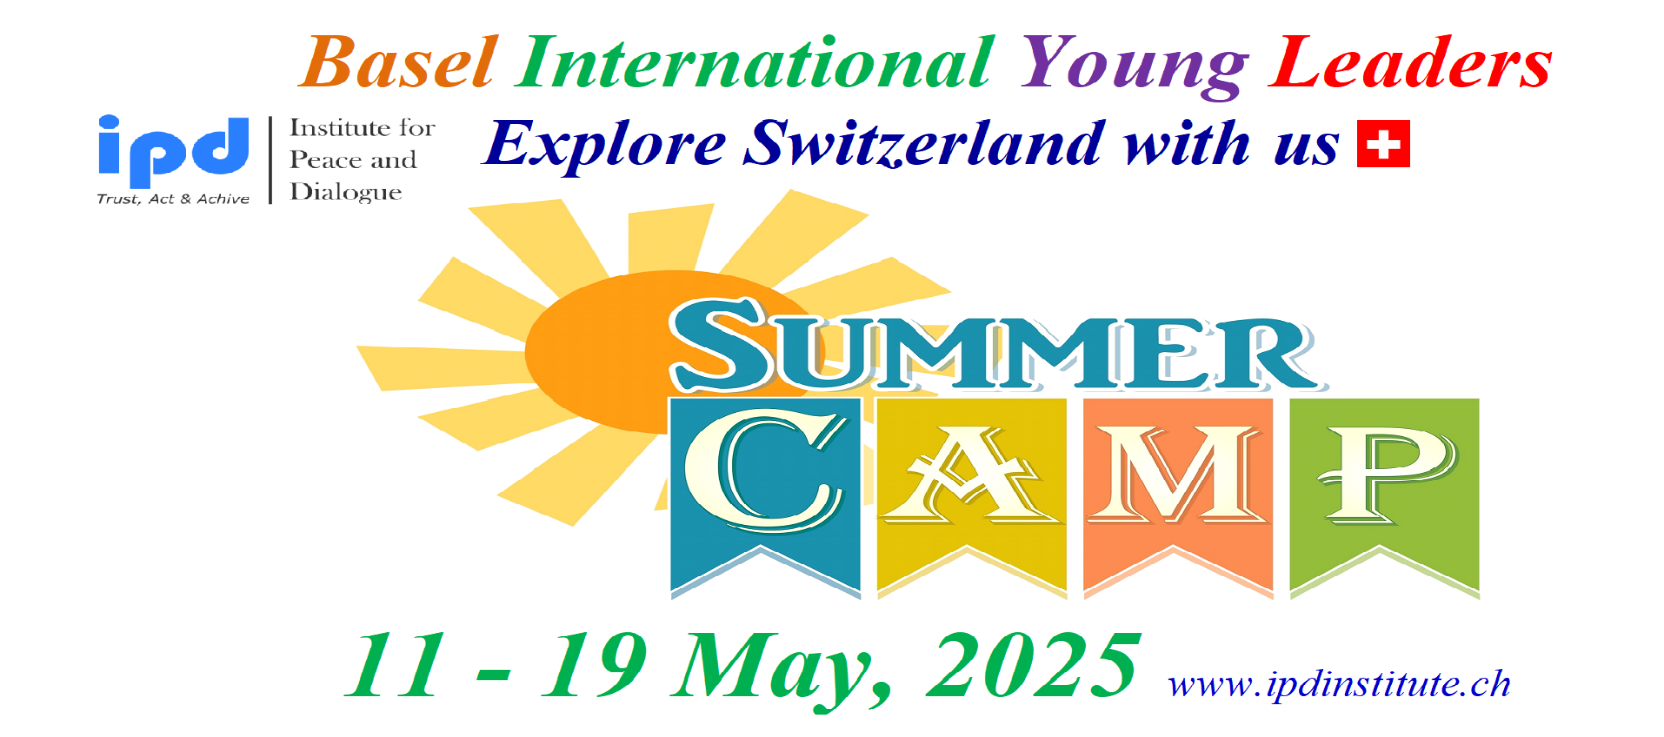 Basel International Young Leaders
ipd
Trust, Act & Achive
Institute for
Peace and
Dialogue
Explore Switzerland with us
SUMMER
CAMP
11 - 19 May, 2025
www.ipdinstitute.ch